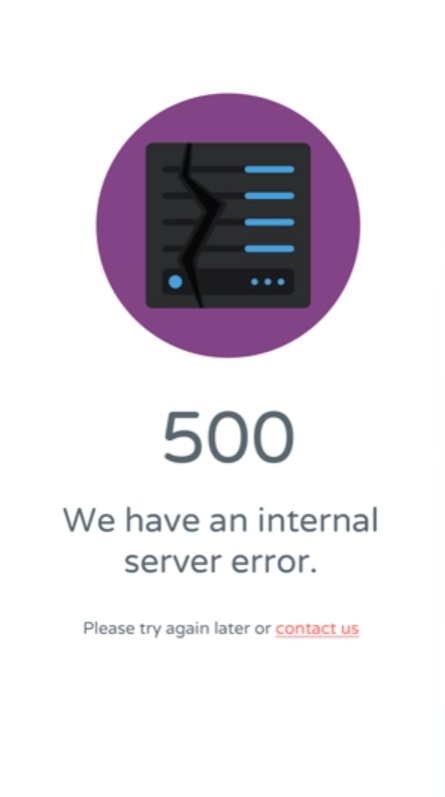 500
We have an internal
server error.
Please try again later or contact us